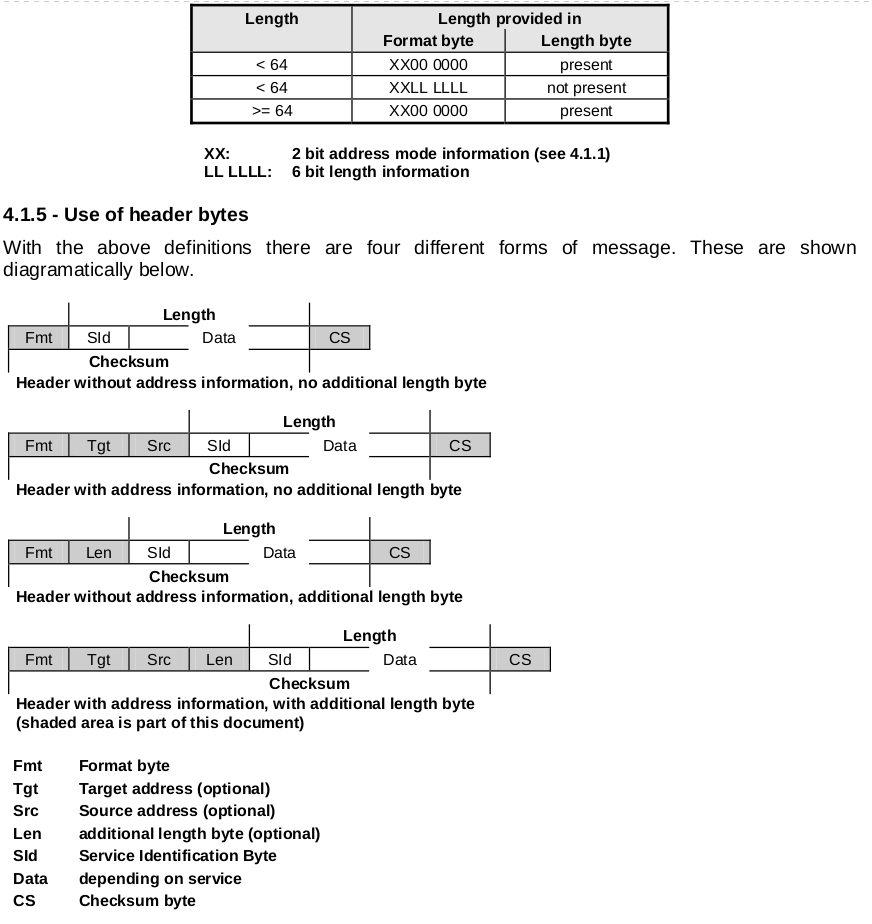 Length Length provided in
Format byte Length byte
< 64 XX00 0000 present
< 64 XXLL LLLL not present
>= 64 XX00 0000 present
XX: 2 bit address mode information (see 4.1.1)
LL LLLL: 6 bit length information
4.1.5 - Use of header bytes
With the above definitions there are four different forms of message. These are shown
diagramatically below.
Length
Fmt SId Data CS
Checksum
Header without address information, no additional length byte
Length
Fmt Tgt Src SId Data CS
Checksum
Header with address information, no additional length byte
Length
Fmt Len SId Data CS
Checksum
Header without address information, additional length byte
Length
Fmt Tgt Src Len SId Data CS
Checksum
Header with address information, with additional length byte
(shaded area is part of this document)
Fmt Format byte
Tgt Target address (optional)
Src Source address (optional)
Len additional length byte (optional)
SId Service Identification Byte
Data depending on service
CS Checksum byte